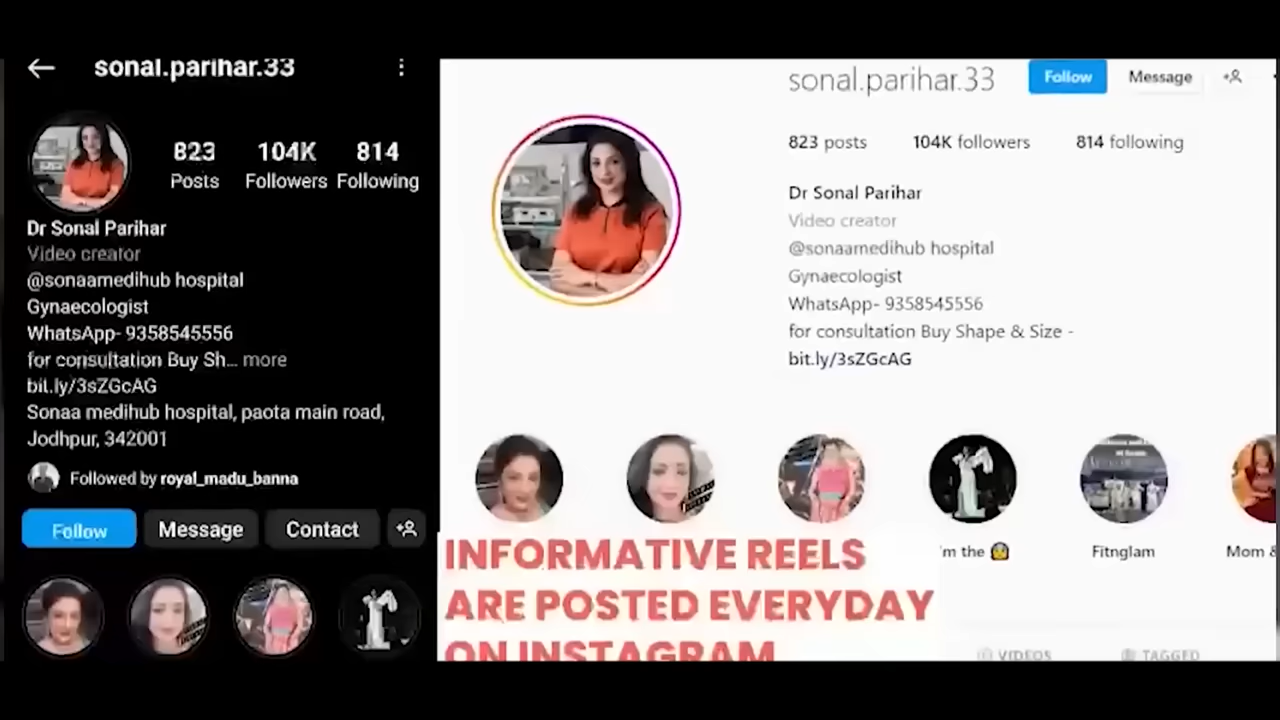 sonal.parihar.33
823 104K 814
Posts Followers Following
Dr Sonal Parihar
Video creator
@sonaamedihub hospital
Gynaecologist
WhatsApp- 9358545556
for consultation Buy Sh... more
bit.ly/3sZGcAG
Sonaa medihub hospital, paota main road,
Jodhpur, 342001
Followed by royal_madu_banna
Follow Message Contact
sonal.parihar.33 Follow Message
823 posts 104K followers 814 following
Dr Sonal Parihar
Video creator
@sonaamedihub hospital
Gynaecologist
WhatsApp- 9358545556
for consultation Buy Shape & Size -
bit.ly/3sZGcAG
'm the Fitnglam Mom &
INFORMATIVE REELS
ARE POSTED EVERYDAY
ON INSTAGRAM
VIDEOS TAGGED